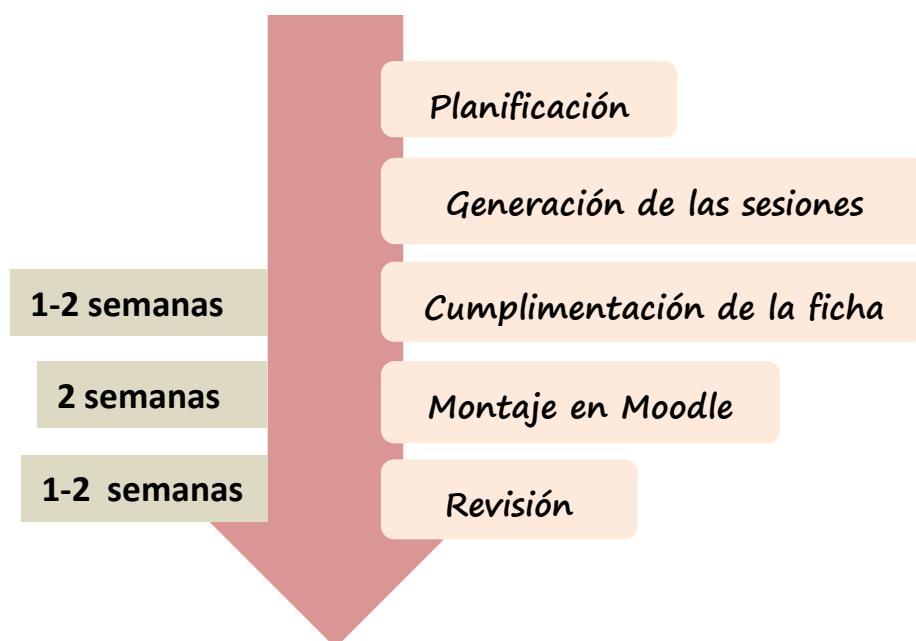 Planificación
Generación de las sesiones
1-2 semanas
Cumplimentación de la ficha
2 semanas
Montaje en Moodle
1-2 semanas
Revisión